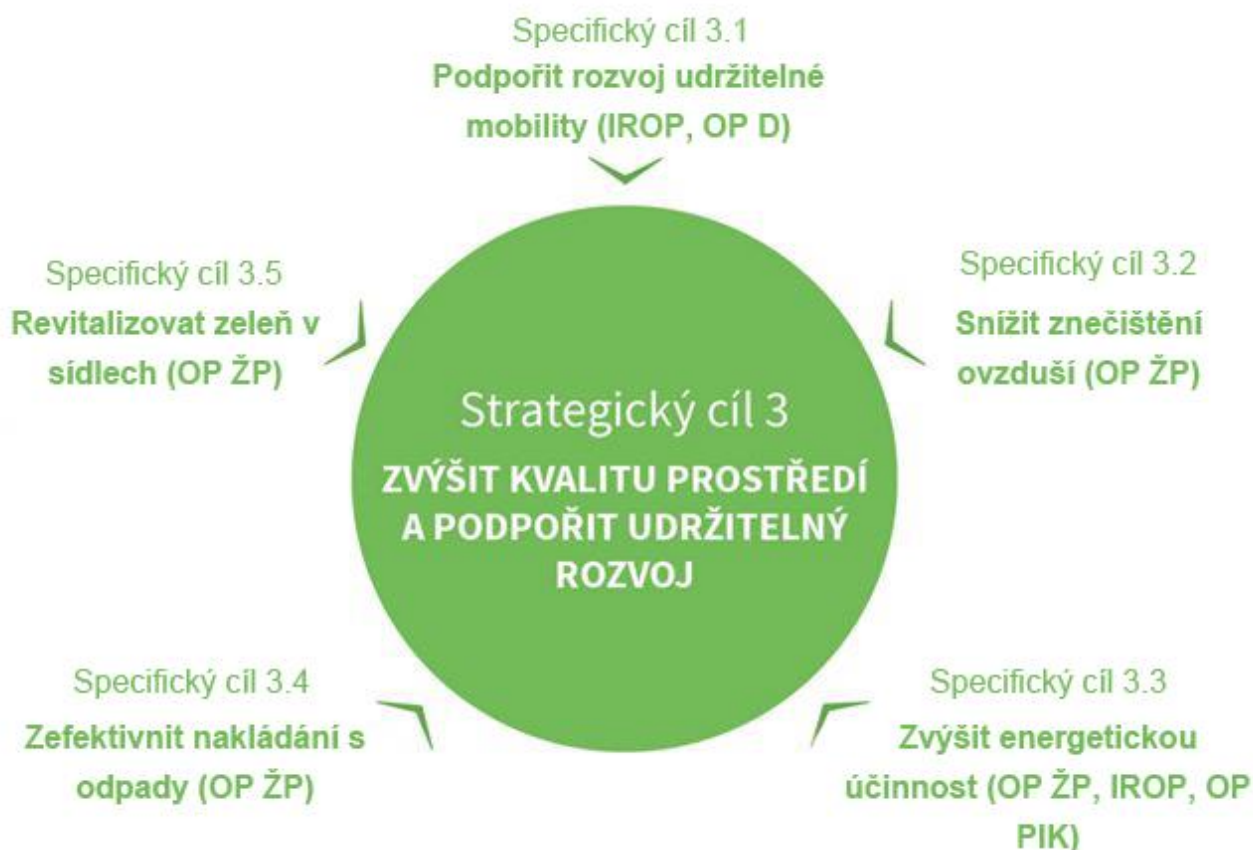 Specifický cíl 3.1
Podpořit rozvoj udržitelné
mobility (IROP, OP D)
Specifický cíl 3.5
Revitalizovat zeleň v
sídlech (OP ŽP)
Specifický cíl 3.2
Snížit znečištění
ovzduší (OP ŽP)
Strategický cíl 3
ZVÝŠIT KVALITU PROSTŘEDÍ
A PODPOŘIT UDRŽITELNÝ
ROZVOJ
Specifický cíl 3.4
Zefektivnit nakládání s
odpady (OP ŽP)
Specifický cíl 3.3
Zvýšit energetickou
účinnost (OP ŽP, IROP, OP
PIK)